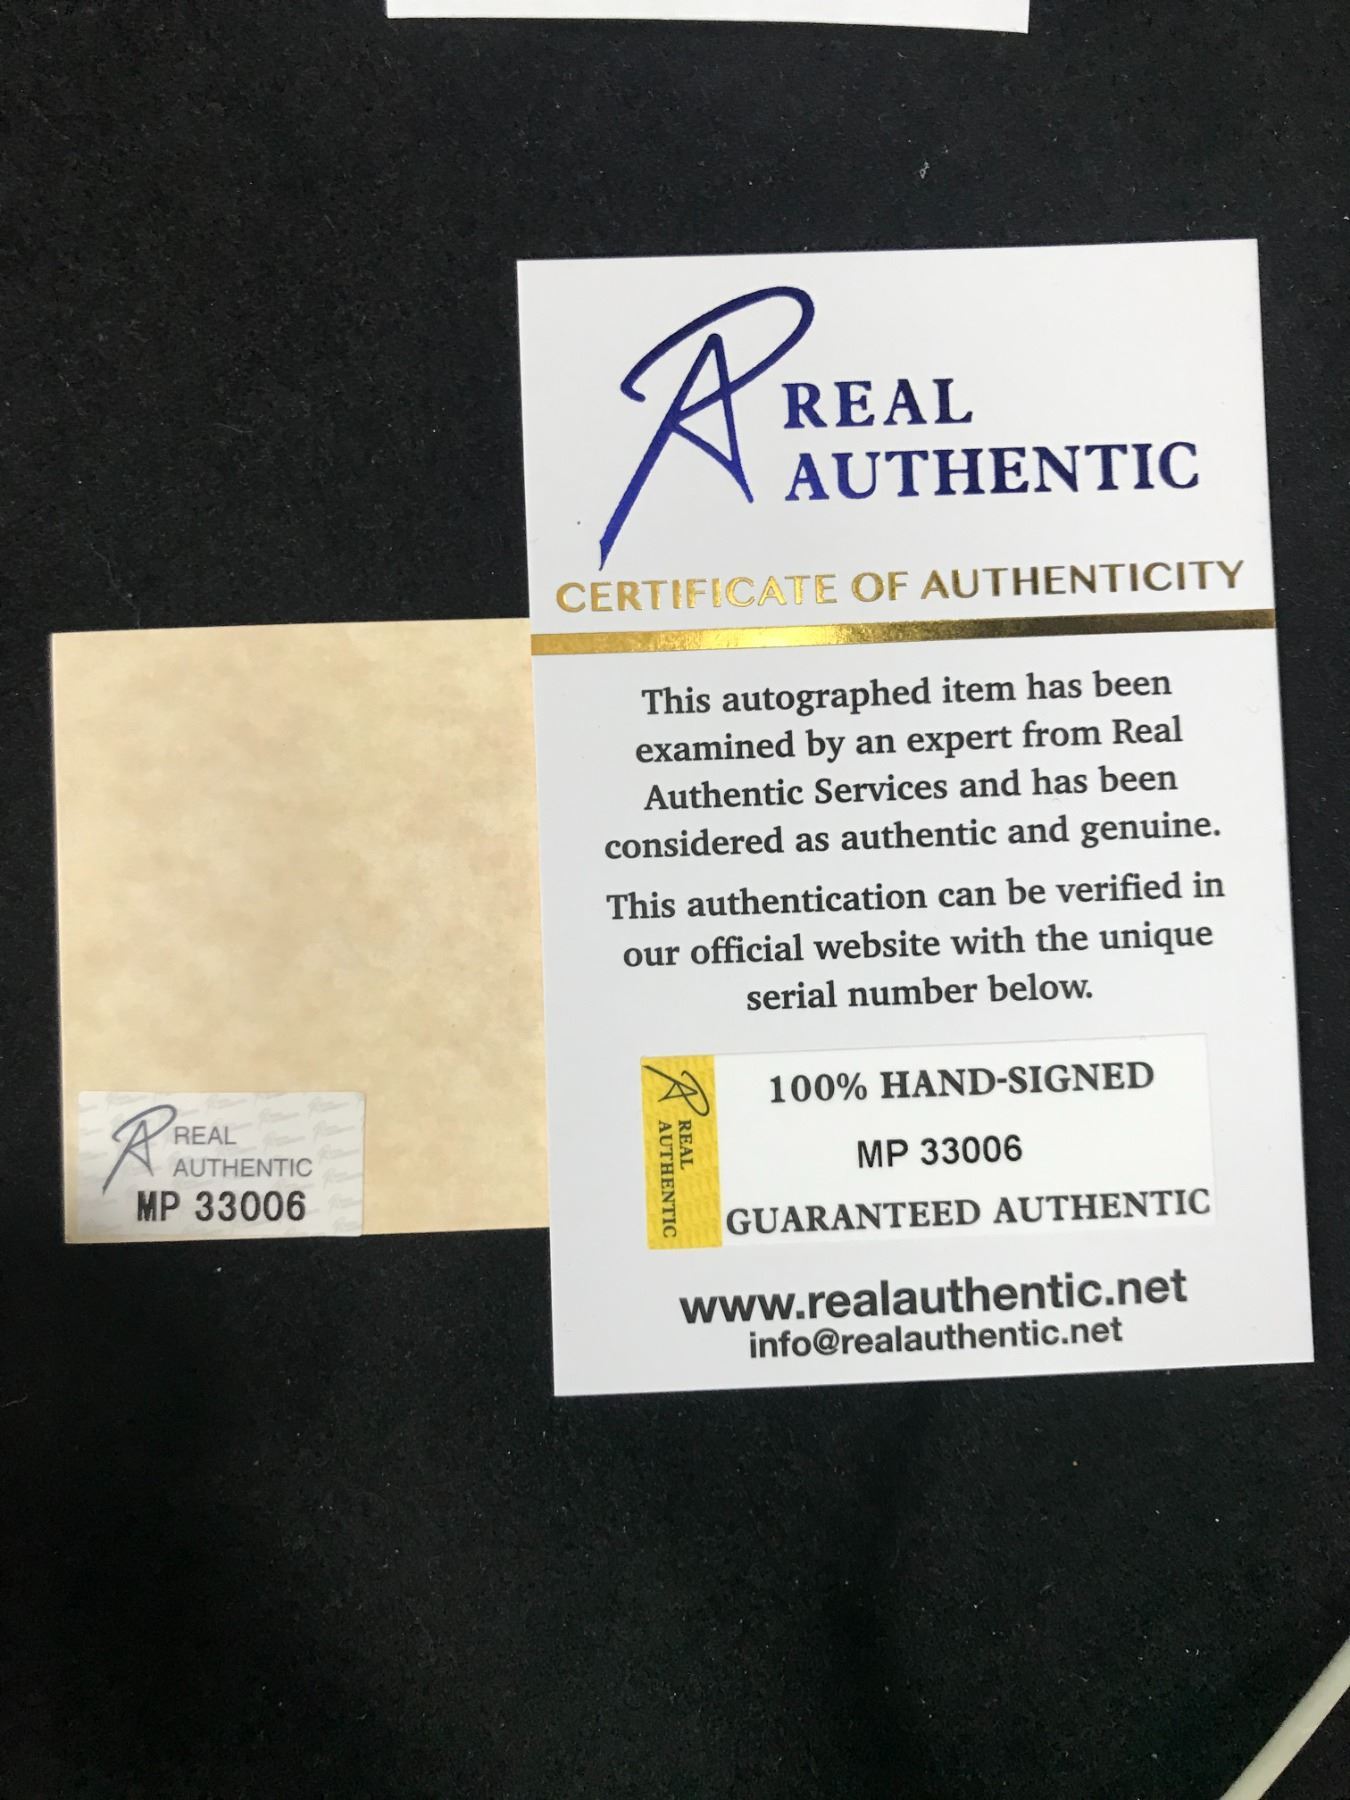 REAL
AUTHENTIC
CERTIFICATE OF AUTHENTICITY
This autographed item has been
examined by an expert from Real
Authentic Services and has been
considered as authentic and genuine.
This authentication can be verified in
our official website with the unique
serial number below.
REAL
AUTHENTIC
100% HAND-SIGNED
MP 33006
GUARANTEED AUTHENTIC
www.realauthentic.net
info@realauthentic.net
REAL
AUTHENTIC
MP 33006